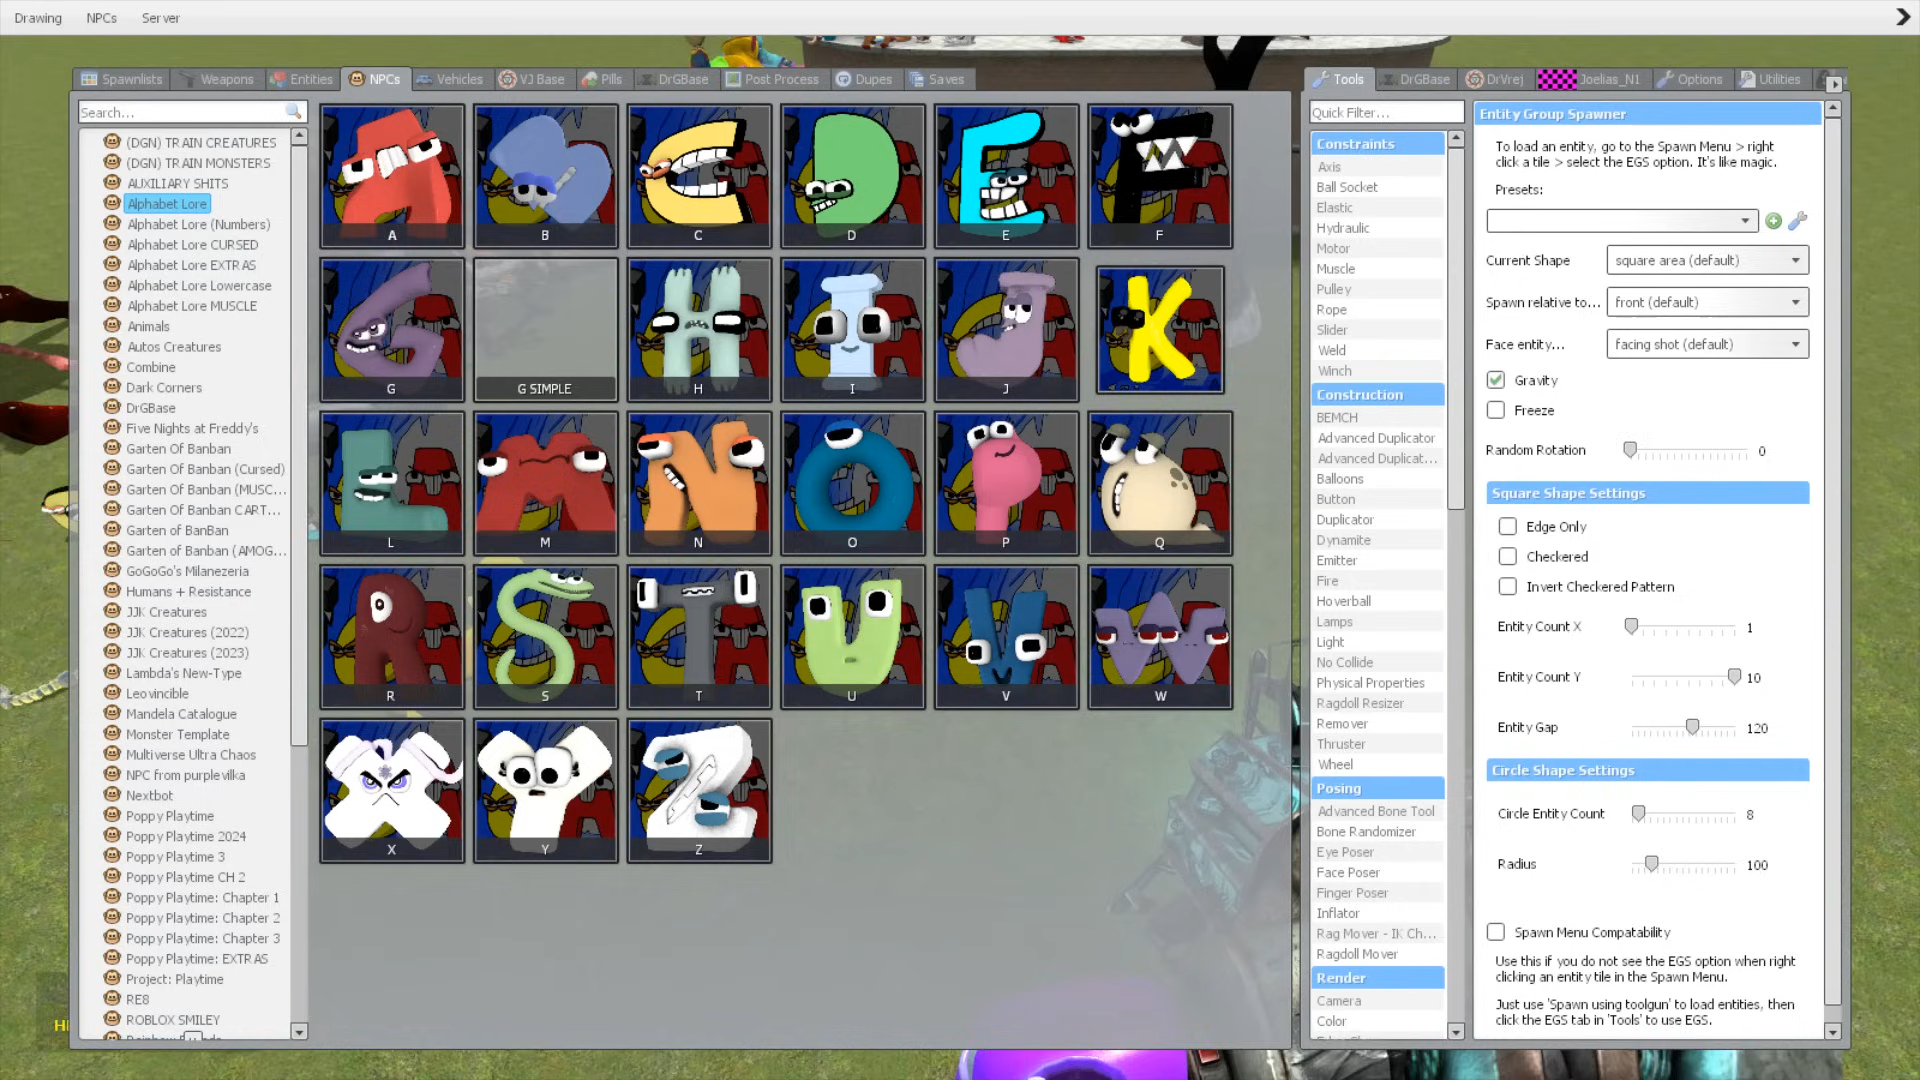 Drawing NPCs Server
Spawnlists Weapons Entities NPCs Vehicles VJ Base Pills DrGBase Post Process Dupes Saves
Search...
(DGN) TRAIN CREATURES
(DGN) TRAIN MONSTERS
AUXILIARY SHITS
Alphabet Lore
Alphabet Lore (Numbers)
Alphabet Lore CURSED
Alphabet Lore EXTRAS
Alphabet Lore Lowercase
Alphabet Lore MUSCLE
Animals
Autos Creatures
Combine
Dark Corners
DrGBase
Five Nights at Freddy's
Garten Of Banban
Garten Of Banban (Cursed)
Garten Of Banban (MUSC...
Garten Of Banban CART...
Garten of BanBan
Garten of Banban (AMOG...
GoGoGo's Milanezeria
Humans + Resistance
JJK Creatures
JJK Creatures (2022)
JJK Creatures (2023)
Lambda's New-Type
Leovincible
Mandela Catalogue
Monster Template
Multiverse Ultra Chaos
NPC from purplevilka
Nextbot
Poppy Playtime
Poppy Playtime 2024
Poppy Playtime 3
Poppy Playtime CH 2
Poppy Playtime: Chapter 1
Poppy Playtime: Chapter 2
Poppy Playtime: Chapter 3
Poppy Playtime: EXTRAS
Project: Playtime
RE8
ROBLOX SMILEY
A B C D E F
G G SIMPLE H I J K
L M N O P Q
R S T U V W
X Y Z
Tools DrGBase DrVrej Joelias_N1 Options Utilities
Quick Filter...
Constraints
Axis
Ball Socket
Elastic
Hydraulic
Motor
Muscle
Pulley
Rope
Slider
Weld
Winch
Construction
BEMCH
Advanced Duplicator
Advanced Duplicat...
Balloons
Button
Duplicator
Dynamite
Emitter
Fire
Hoverball
Lamps
Light
No Collide
Physical Properties
Ragdoll Resizer
Remover
Thruster
Wheel
Posing
Advanced Bone Tool
Bone Randomizer
Eye Poser
Face Poser
Finger Poser
Inflator
Rag Mover - IK Ch...
Ragdoll Mover
Render
Camera
Color
Entity Group Spawner
To load an entity, go to the Spawn Menu > right
click a tile > select the EGS option. It's like magic.
Presets:
Current Shape square area (default)
Spawn relative to... front (default)
Face entity... facing shot (default)
Gravity
Freeze
Random Rotation 0
Square Shape Settings
Edge Only
Checkered
Invert Checkered Pattern
Entity Count X 1
Entity Count Y 10
Entity Gap 120
Circle Shape Settings
Circle Entity Count 8
Radius 100
Spawn Menu Compatability
Use this if you do not see the EGS option when right
clicking an entity tile in the Spawn Menu.
Just use 'Spawn using toolgun' to load entities, then
click the EGS tab in 'Tools' to use EGS.